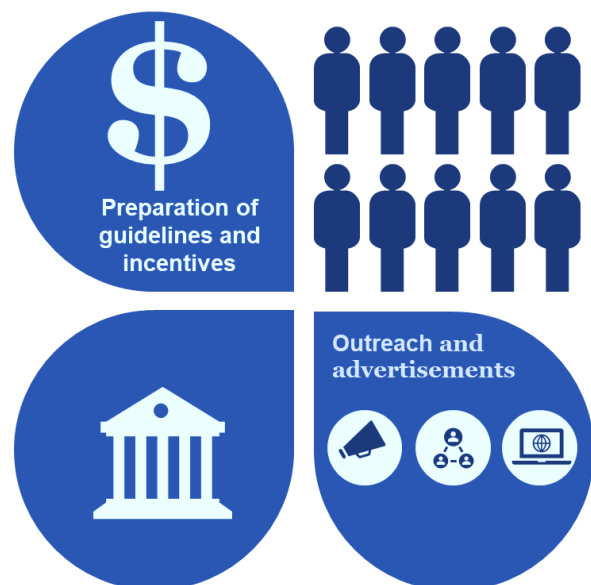 $
Preparation of
guidelines and
incentives
Outreach and
advertisements